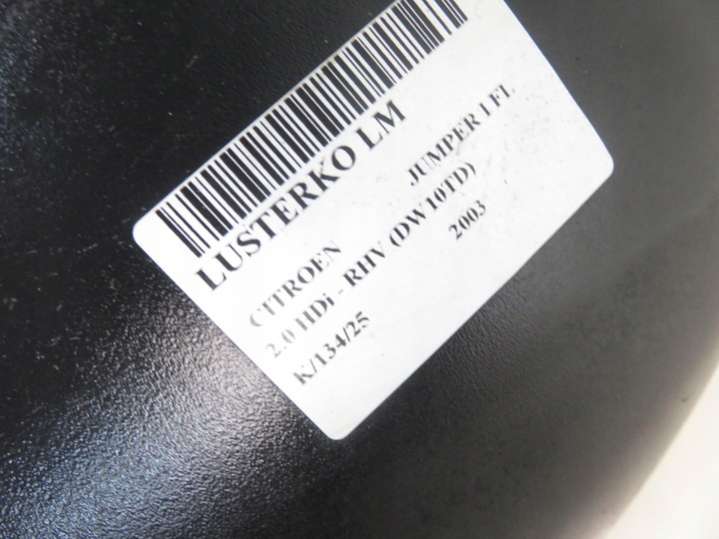 LUSTERKO LM
CITROEN JUMPER I FL
2.0 HDi - RHV (DW10TD) 2003
K/134/25